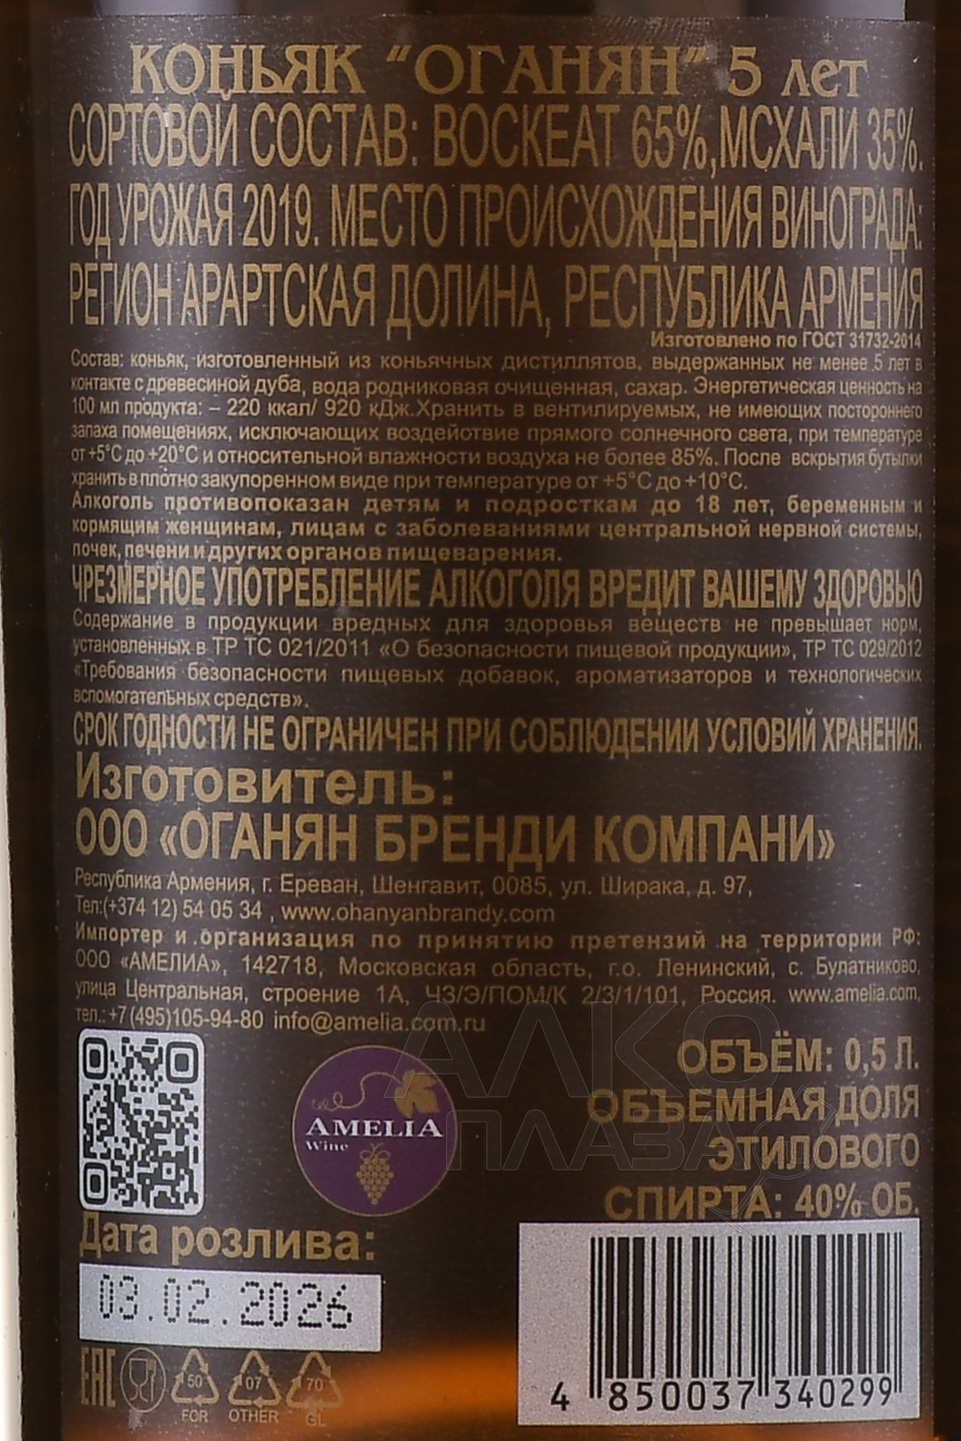 КОНЬЯК “ОГАНЯН” 5 лет
СОРТОВОЙ СОСТАВ: ВОСКЕАТ 65%,МСХАЛИ 35%.
ГОД УРОЖАЯ 2019. МЕСТО ПРОИСХОЖДЕНИЯ ВИНОГРАДА:
РЕГИОН АРАРТСКАЯ ДОЛИНА, РЕСПУБЛИКА АРМЕНИЯ
Изготовлено по ГОСТ 31732-2014
Состав: коньяк, изготовленный из коньячных дистиллятов, выдержанных не менее 5 лет в
контакте с древесиной дуба, вода родниковая очищенная, сахар. Энергетическая ценность на
100 мл продукта: – 220 ккал/ 920 кДж.Хранить в вентилируемых, не имеющих постороннего
запаха помещениях, исключающих воздействие прямого солнечного света, при температуре
от +5°С до +20°С и относительной влажности воздуха не более 85%. После вскрытия бутылки
хранить в плотно закупоренном виде при температуре от +5°С до +10°С.
Алкоголь противопоказан детям и подросткам до 18 лет, беременным и
кормящим женщинам, лицам с заболеваниями центральной нервной системы,
почек, печени и других органов пищеварения.
ЧРЕЗМЕРНОЕ УПОТРЕБЛЕНИЕ АЛКОГОЛЯ ВРЕДИТ ВАШЕМУ ЗДОРОВЬЮ
Содержание в продукции вредных для здоровья веществ не превышает норм,
установленных в ТР ТС 021/2011 «О безопасности пищевой продукции», ТР ТС 029/2012
«Требования безопасности пищевых добавок, ароматизаторов и технологических
вспомогательных средств».
СРОК ГОДНОСТИ НЕ ОГРАНИЧЕН ПРИ СОБЛЮДЕНИИ УСЛОВИЙ ХРАНЕНИЯ.
Изготовитель:
ООО «ОГАНЯН БРЕНДИ КОМПАНИ»
Республика Армения, г. Ереван, Шенгавит, 0085, ул. Ширака, д. 97,
Тел:(+374 12) 54 05 34 , www.ohanyanbrandy.com
Импортер и организация по принятию претензий на территории РФ:
ООО «АМЕЛИА», 142718, Московская область, г.о. Ленинский, с. Булатниково,
улица Центральная, строение 1А, ЧЗ/Э/ПОМ/К 2/3/1/101, Россия. www.amelia.com,
тел.: +7 (495)105-94-80 info@amelia.com.ru
АЛКО
ПЛАЗА
AMELIA
Wine
ОБЪЁМ: 0,5 Л.
ОБЪЕМНАЯ ДОЛЯ
ЭТИЛОВОГО
СПИРТА: 40% ОБ.
Дата розлива:
03.02.2026
EAC
50
FOR
07
OTHER
70
GL
4 850037 340299